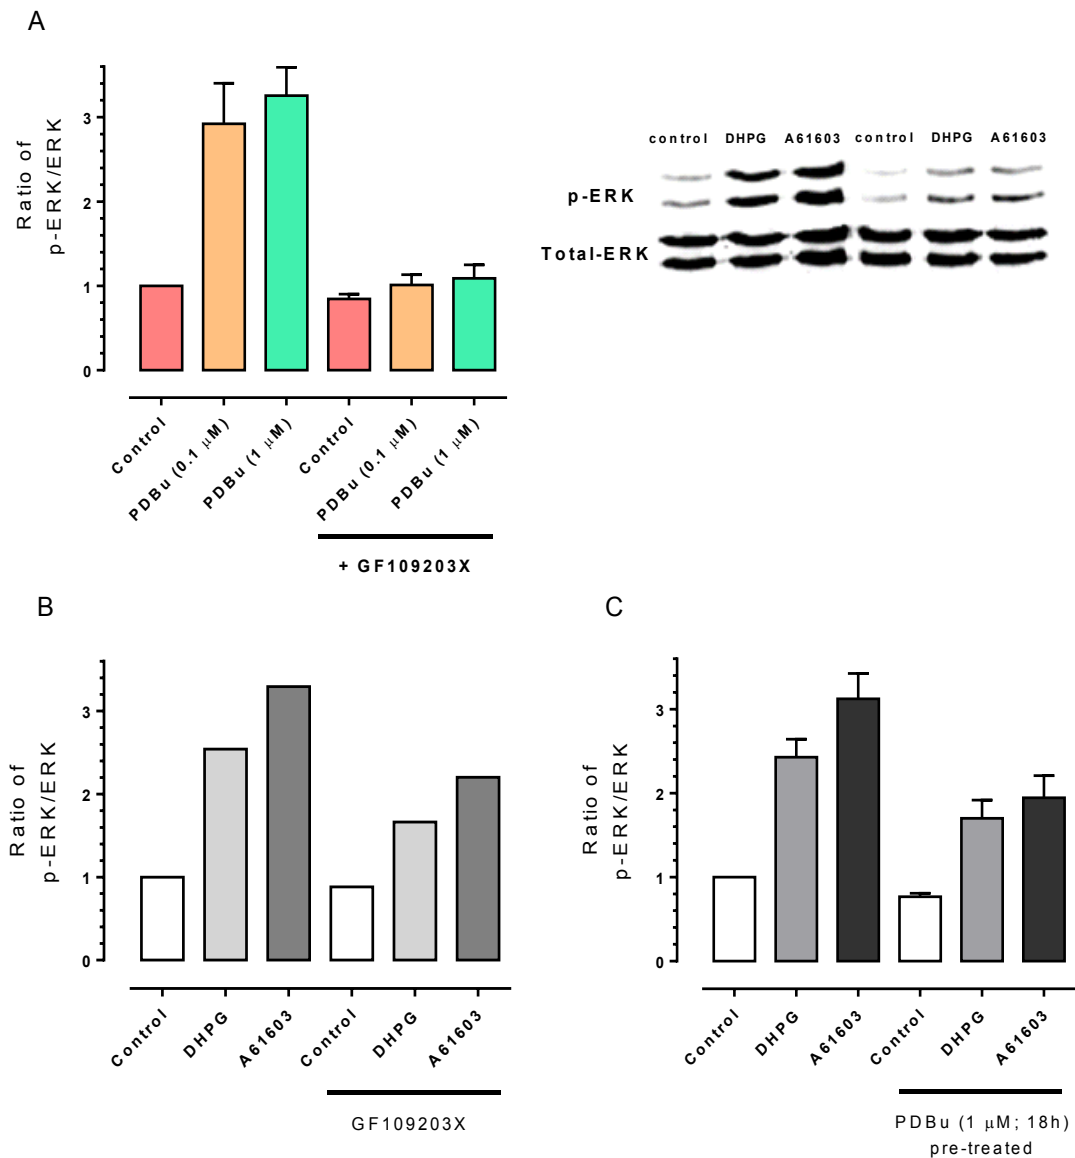 A
Ratio of
p-ERK/ERK
3
2
1
0
Control
PDBu (0.1 μM)
PDBu (1 μM)
Control
PDBu (0.1 μM)
PDBu (1 μM)
+ GF109203X
control DHPG A61603 control DHPG A61603
p-ERK
Total-ERK
B
Ratio of
p-ERK/ERK
3
2
1
0
Control
DHPG
A61603
Control
DHPG
A61603
GF109203X
C
Ratio of
p-ERK/ERK
3
2
1
0
Control
DHPG
A61603
Control
DHPG
A61603
PDBu (1 μM; 18h)
pre-treated